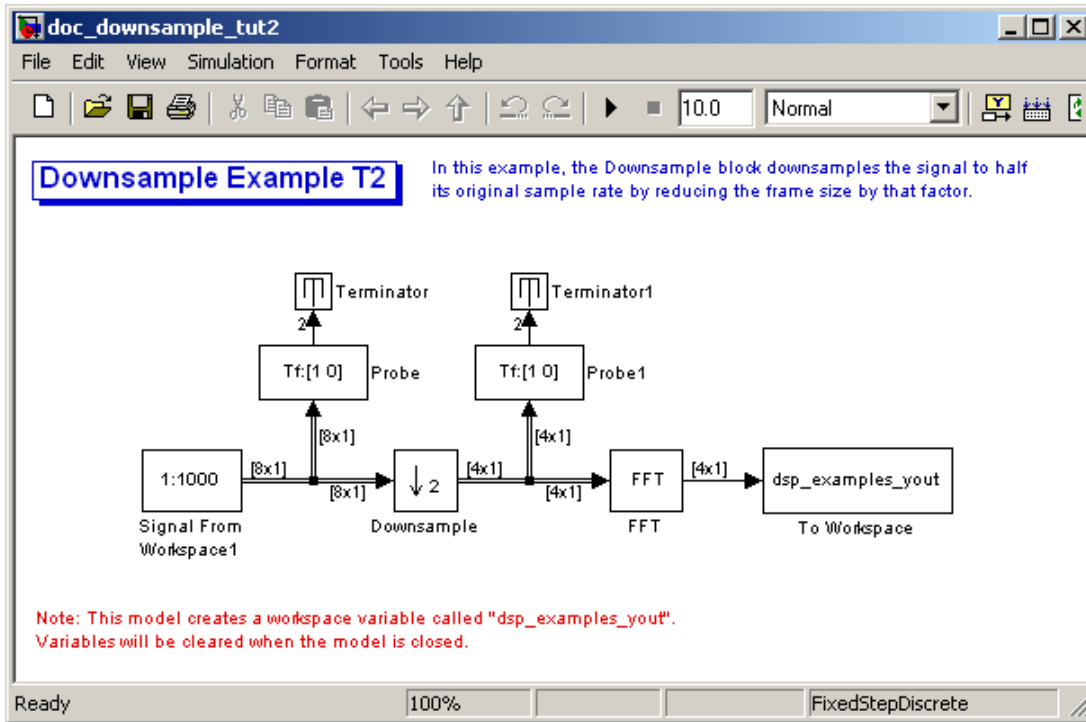 doc_downsample_tut2
File Edit View Simulation Format Tools Help
10.0 Normal
Downsample Example T2
In this example, the Downsample block downsamples the signal to half
its original sample rate by reducing the frame size by that factor.
Terminator
Terminator1
2
2
Tf:[1 0] Probe
Tf:[1 0] Probe1
[8x1]
[4x1]
1:1000
[8x1]
[8x1]
2
[4x1]
[4x1]
FFT
[4x1]
dsp_examples_yout
Signal From
Workspace1
Downsample
FFT
To Workspace
Note: This model creates a workspace variable called "dsp_examples_yout".
Variables will be cleared when the model is closed.
Ready 100% FixedStepDiscrete